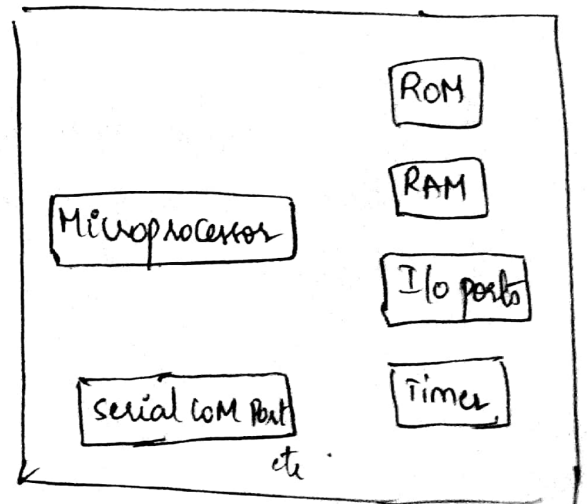 ROM
RAM
Microprocessor
I/o ports
Timer
Serial COM Port
etc.